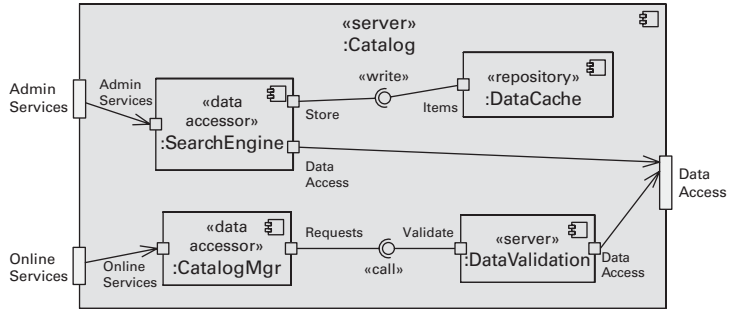 «server»
:Catalog
Admin
Services
Admin
Services
«data
accessor»
:SearchEngine
Store
«write»
Items
«repository»
:DataCache
Data
Access
Data
Access
Online
Services
Online
Services
«data
accessor»
:CatalogMgr
Requests
«call»
Validate
«server»
:DataValidation
Data
Access